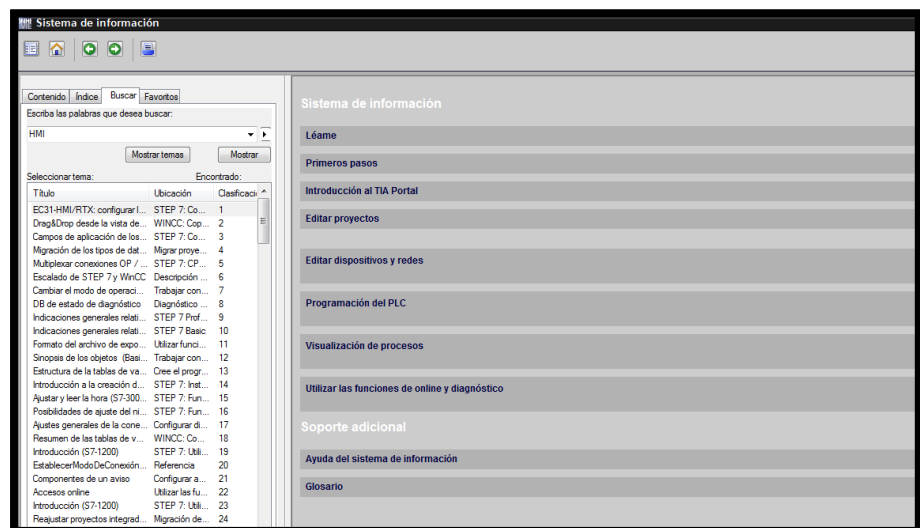 Sistema de información
Contenido Índice Buscar Favoritos
Escriba las palabras que desea buscar:
HMI
Mostrar temas Mostrar
Seleccionar tema: Encontrado:
Título Ubicación Clasificaci
EC31-HMI/RTX: configurar l... STEP 7: Co... 1
Drag&Drop desde la vista de... WINCC: Cop... 2
Campos de aplicación de los... STEP 7: Co... 3
Migración de los tipos de dat... Migrar proye... 4
Multiplexar conexiones OP / ... STEP 7: CP... 5
Escalado de STEP 7 y WinCC Descripción ... 6
Cambiar el modo de operaci... Trabajar con... 7
DB de estado de diagnóstico Diagnóstico ... 8
Indicaciones generales relati... STEP 7 Prof... 9
Indicaciones generales relati... STEP 7 Basic 10
Formato del archivo de expo... Utilizar funci... 11
Sinopsis de los objetos (Basi... Trabajar con... 12
Estructura de la tablas de va... Cree el progr... 13
Introducción a la creación d... STEP 7: Inst... 14
Ajustar y leer la hora (S7-300... STEP 7: Fun... 15
Posibilidades de ajuste del ni... STEP 7: Fun... 16
Ajustes generales de la cone... Configurar di... 17
Resumen de las tablas de v... WINCC: Co... 18
Introducción (S7-1200) STEP 7: Utili... 19
EstablecerModoDeConexión... Referencia 20
Componentes de un aviso Configurar a... 21
Accesos online Utilizar las fu... 22
Introducción (S7-1200) STEP 7: Utili... 23
Reajustar proyectos integrad... Migración de... 24
Sistema de información
Léame
Primeros pasos
Introducción al TIA Portal
Editar proyectos
Editar dispositivos y redes
Programación del PLC
Visualización de procesos
Utilizar las funciones de online y diagnóstico
Soporte adicional
Ayuda del sistema de información
Glosario